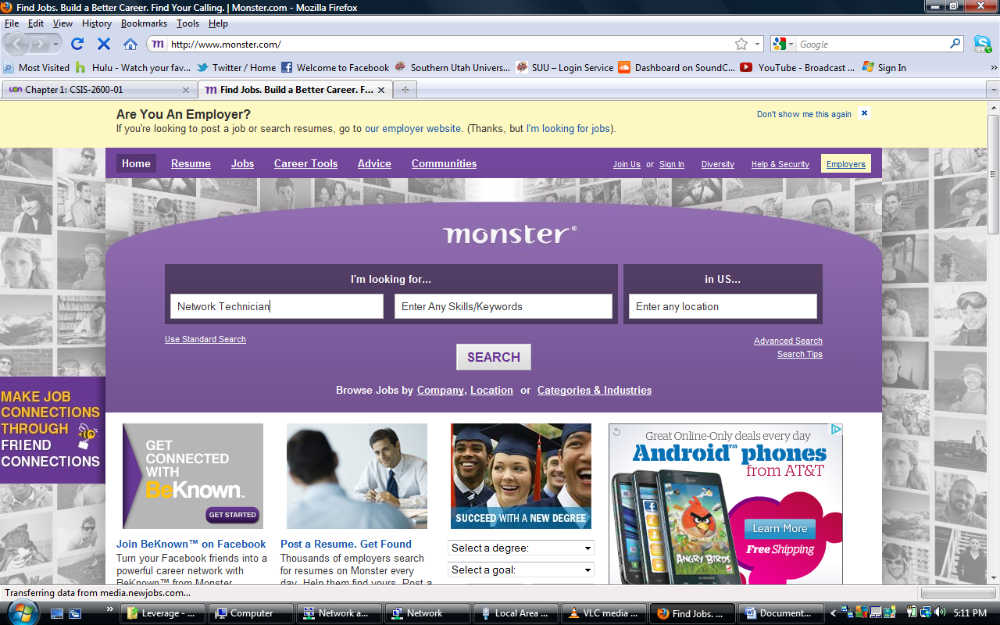 Find Jobs. Build a Better Career. Find Your Calling. | Monster.com - Mozilla Firefox
File Edit View History Bookmarks Tools Help
http://www.monster.com/
Google
Most Visited Hulu - Watch your fav... Twitter / Home Welcome to Facebook Southern Utah Univers... SUU – Login Service Dashboard on SoundC... YouTube - Broadcast ... Sign In
Chapter 1: CSIS-2600-01 Find Jobs. Build a Better Career. F...
Are You An Employer?
If you're looking to post a job or search resumes, go to our employer website. (Thanks, but I'm looking for jobs).
Don't show me this again
Home Resume Jobs Career Tools Advice Communities
Join Us or Sign In Diversity Help & Security Employers
monster®
I'm looking for... in US...
Network Technician Enter Any Skills/Keywords Enter any location
Use Standard Search
Advanced Search
Search Tips
SEARCH
Browse Jobs by Company, Location or Categories & Industries
MAKE JOB
CONNECTIONS
THROUGH
FRIEND
CONNECTIONS
GET
CONNECTED
WITH
BeKnown™
GET STARTED
Join BeKnown™ on Facebook
Turn your Facebook friends into a
powerful career network with
BeKnown™ from Monster.
Post a Resume. Get Found
Thousands of employers search
for resumes on Monster every
day. Help them find yours. Post a
SUCCEED WITH A NEW DEGREE
Select a degree:
Select a goal:
Great Online-Only deals every day
Android™ phones
from AT&T
ANGRY BIRDS
Learn More
Free Shipping
Transferring data from media.newjobs.com...
Leverage - ... Computer Network a... Network Local Area ... VLC media ... Find Jobs. ... Document... 5:11 PM